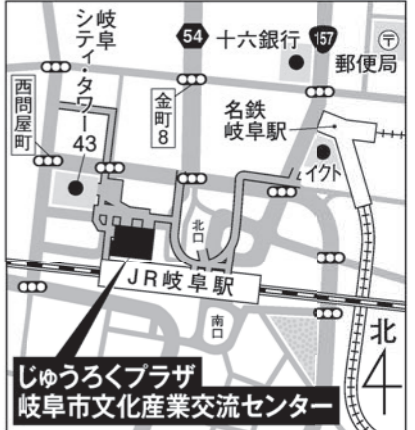 岐阜
シティ・タワー43
54
十六銀行
157
〒
郵便局
西問屋町
金町8
名鉄
岐阜駅
イクト
北口
JR岐阜駅
南口
北
じゅうろくプラザ
岐阜市文化産業交流センター